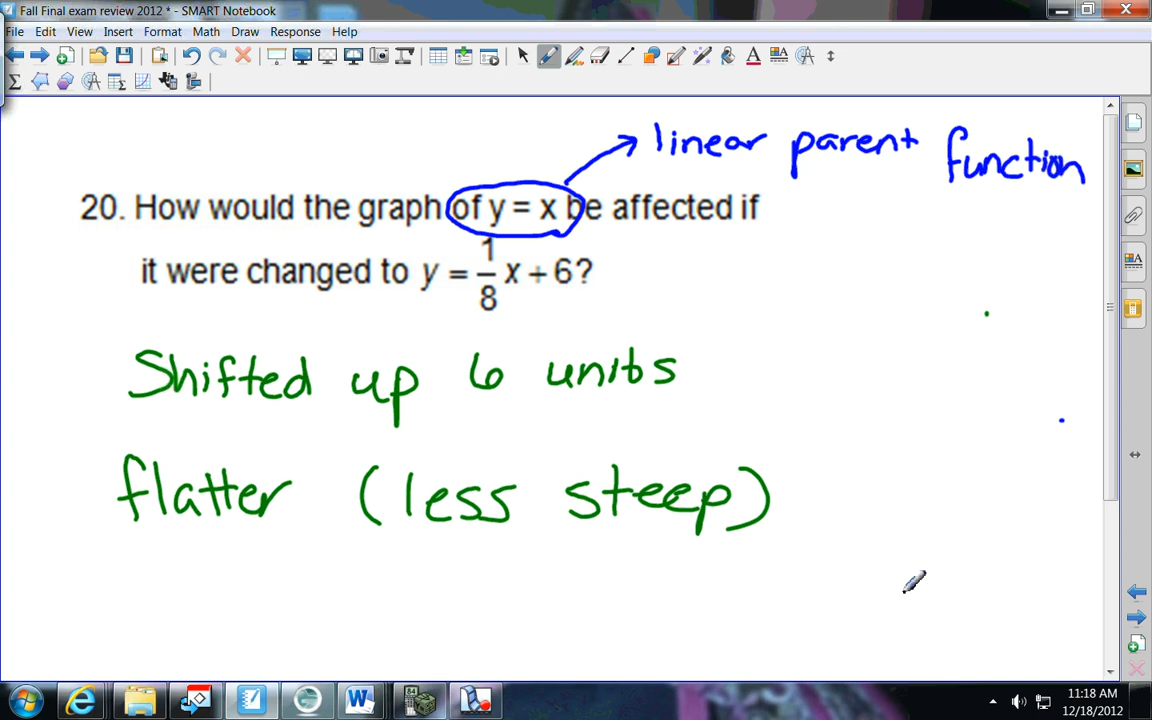 Fall Final exam review 2012 * - SMART Notebook
File Edit View Insert Format Math Draw Response Help
linear parent function
20. How would the graph of y = x be affected if
it were changed to y = 1/8 x + 6?
Shifted up 6 units
flatter (less steep)
11:18 AM
12/18/2012